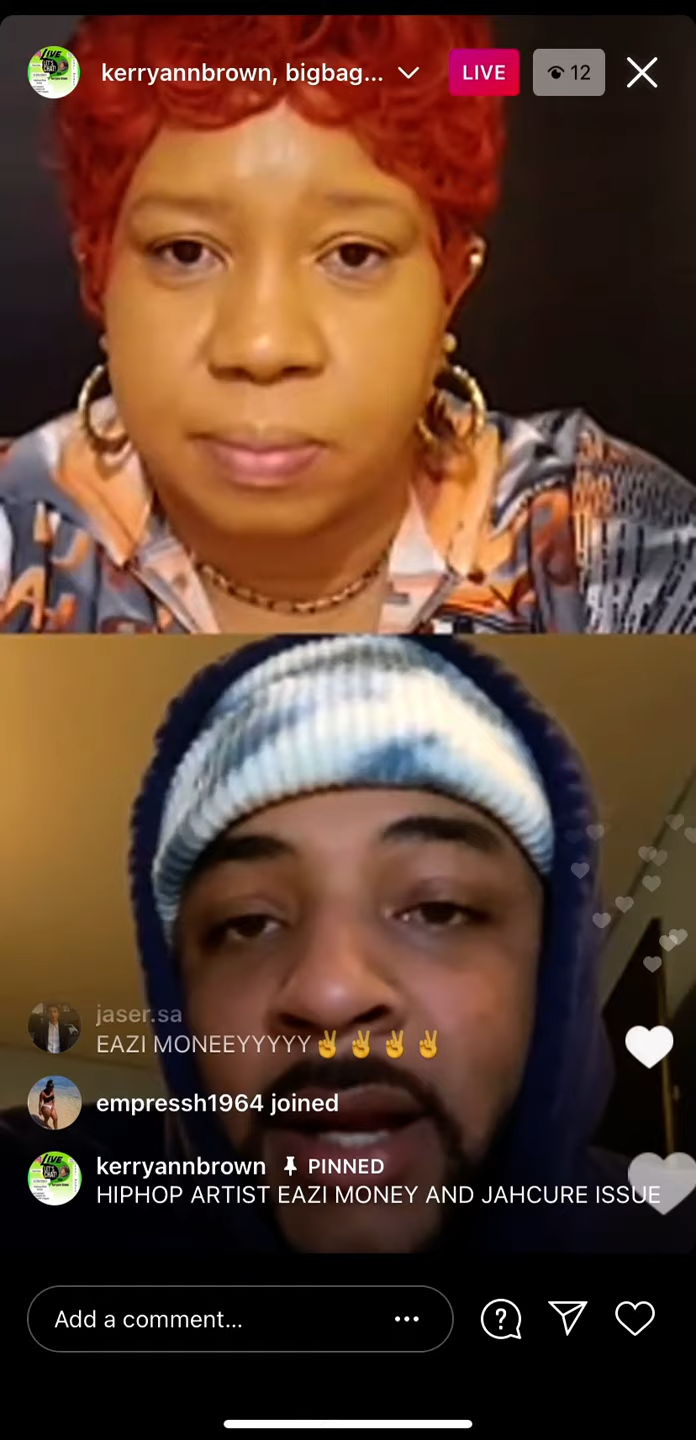 kerryannbrown, bigbag...
LIVE
12
jaser.sa
EAZI MONEEYYYYY✌️ ✌️ ✌️ ✌️
empressh1964 joined
kerryannbrown PINNED
HIPHOP ARTIST EAZI MONEY AND JAHCURE ISSUE
Add a comment...